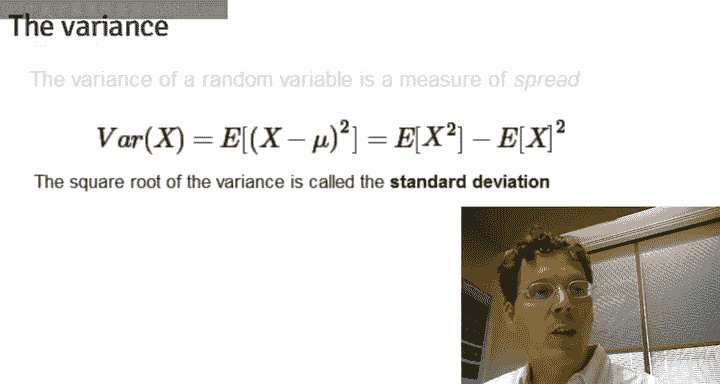 The variance
The variance of a random variable is a measure of spread
Var(X) = E[(X − μ)²] = E[X²] − E[X]²
The square root of the variance is called the standard deviation